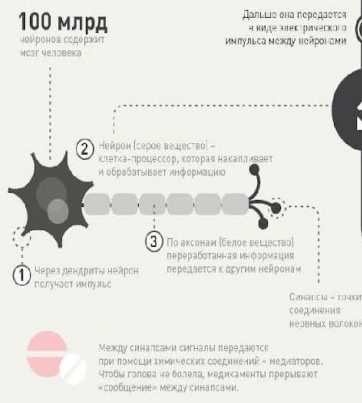 100 млрд
нейронов содержит
мозг человека
Дальше она передается
в виде электрического
импульса между нейронами
2 Нейрон (серое вещество) –
клетка-процессор, которая накапливает
и обрабатывает информацию
3 По аксонам (белое вещество)
переработанная информация
передается к другим нейронам
1 Через дендриты нейрон
получает импульс
Синапсы – точки
соединения
нервных волокон
Между синапсами сигналы передаются
при помощи химических соединений – медиаторов.
Чтобы голова не болела, медикаменты прерывают
«сообщение» между синапсами.